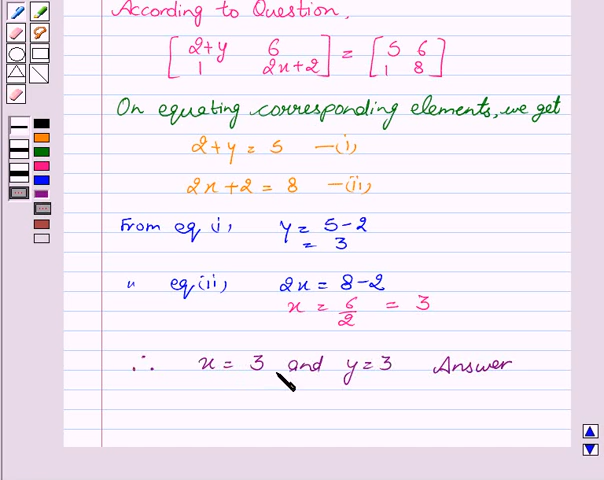 According to Question,
[2+y 6] = [5 6]
[1 2x+2] [1 8]
On equating corresponding elements, we get
2+y = 5 —(i)
2x+2 = 8 —(ii)
From eq (i), y = 5-2
= 3
" eq (ii), 2x = 8-2
x = 6/2 = 3
∴ x = 3 and y = 3 Answer